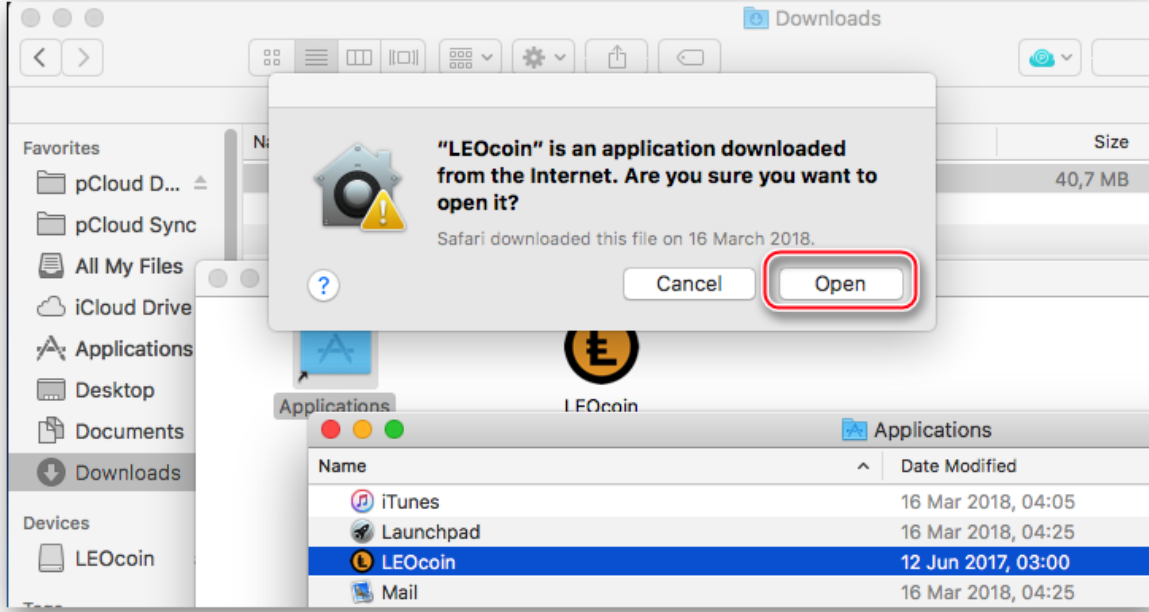 Downloads
Favorites
Size
pCloud D...
40,7 MB
pCloud Sync
All My Files
iCloud Drive
Applications
Desktop
Documents
Downloads
Devices
LEOcoin
“LEOcoin” is an application downloaded
from the Internet. Are you sure you want to
open it?
Safari downloaded this file on 16 March 2018.
?
Cancel
Open
Applications
LEOcoin
Applications
Name
Date Modified
iTunes
16 Mar 2018, 04:05
Launchpad
16 Mar 2018, 04:25
LEOcoin
12 Jun 2017, 03:00
Mail
16 Mar 2018, 04:25